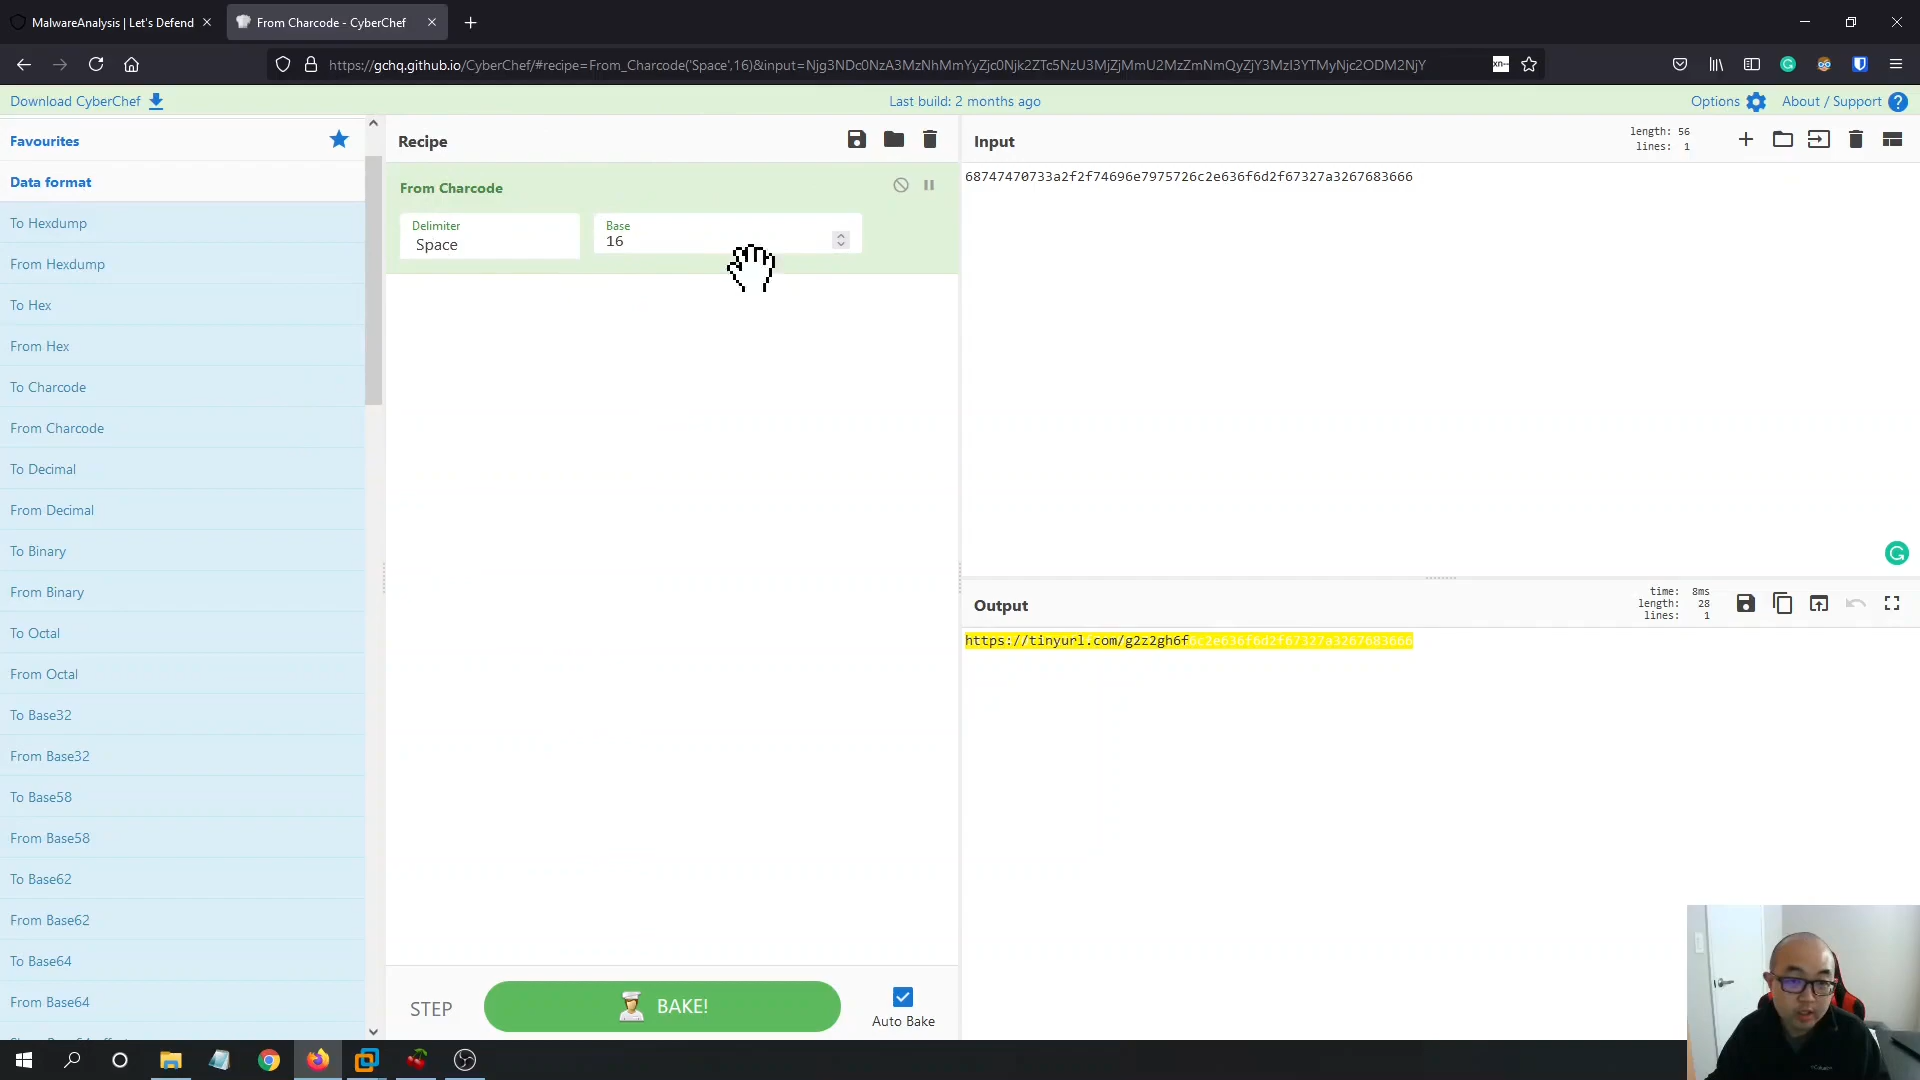 MalwareAnalysis | Let's Defend
From Charcode - CyberChef
https://gchq.github.io/CyberChef/#recipe=From_Charcode('Space',16)&input=Njg3NDc0NzA3MzNhMmYyZjc0Njk2ZTc5NzU3MjZjMmU2MzZmNmQyZjY3MzI3YTMyNjc2ODM2NjY
Download CyberChef
Last build: 2 months ago
Options
About / Support
Favourites
Data format
To Hexdump
From Hexdump
To Hex
From Hex
To Charcode
From Charcode
To Decimal
From Decimal
To Binary
From Binary
To Octal
From Octal
To Base32
From Base32
To Base58
From Base58
To Base62
From Base62
To Base64
From Base64
Recipe
From Charcode
Delimiter
Space
Base
16
STEP
BAKE!
Auto Bake
Input
length: 56
lines: 1
68747470733a2f2f74696e7975726c2e636f6d2f67327a3267683666
Output
time: 8ms
length: 28
lines: 1
https://tinyurl.com/g2z2gh6f6c2e636f6d2f67327a3267683666